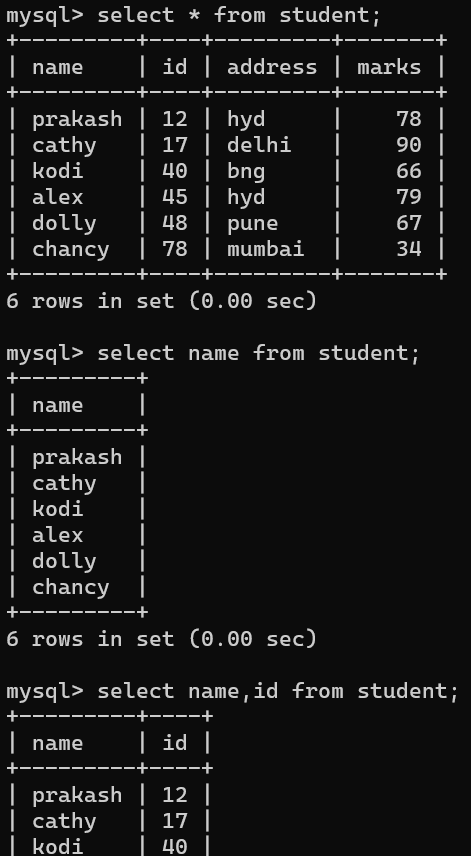 mysql> select * from student;
+---------+----+---------+-------+
| name    | id | address | marks |
+---------+----+---------+-------+
| prakash | 12 | hyd     |    78 |
| cathy   | 17 | delhi   |    90 |
| kodi    | 40 | bng     |    66 |
| alex    | 45 | hyd     |    79 |
| dolly   | 48 | pune    |    67 |
| chancy  | 78 | mumbai  |    34 |
+---------+----+---------+-------+
6 rows in set (0.00 sec)

mysql> select name from student;
+---------+
| name    |
+---------+
| prakash |
| cathy   |
| kodi    |
| alex    |
| dolly   |
| chancy  |
+---------+
6 rows in set (0.00 sec)

mysql> select name,id from student;
+---------+----+
| name    | id |
+---------+----+
| prakash | 12 |
| cathy   | 17 |
| kodi    | 40 |